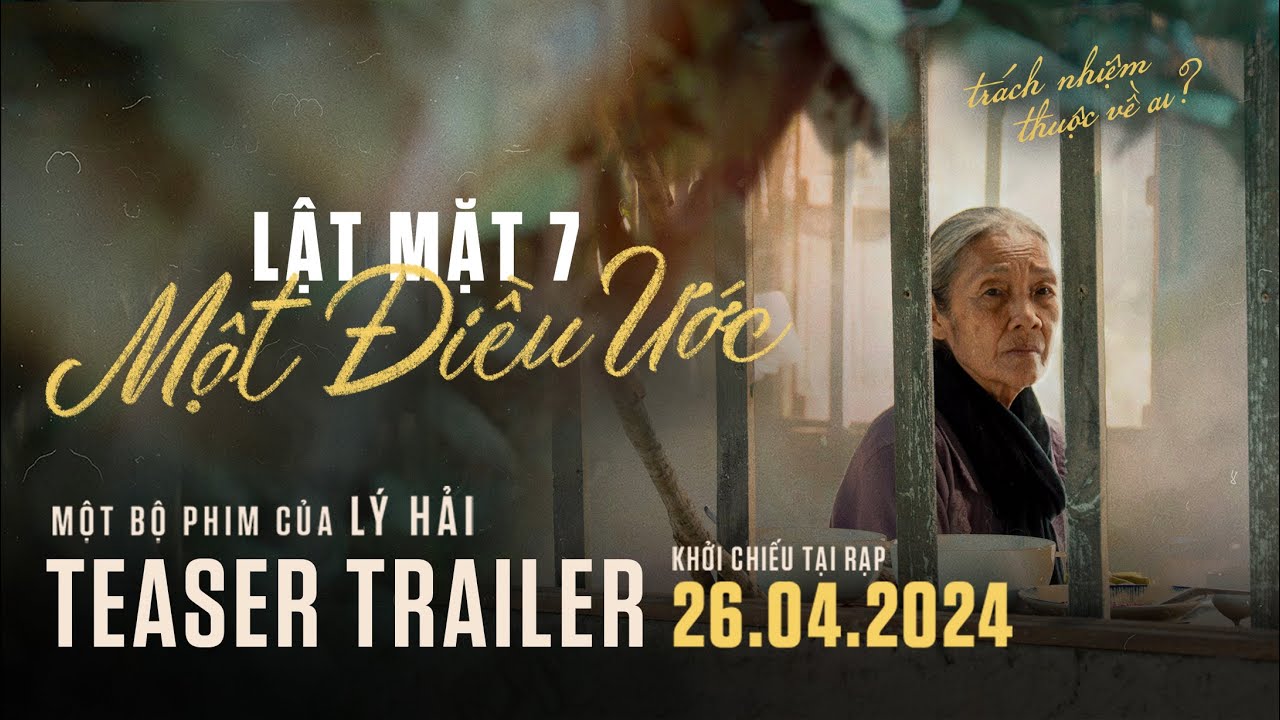 trách nhiệm
thuộc về ai?
LẬT MẶT 7
Một Điều Ước
MỘT BỘ PHIM CỦA LÝ HẢI
TEASER TRAILER
KHỞI CHIẾU TẠI RẠP
26.04.2024